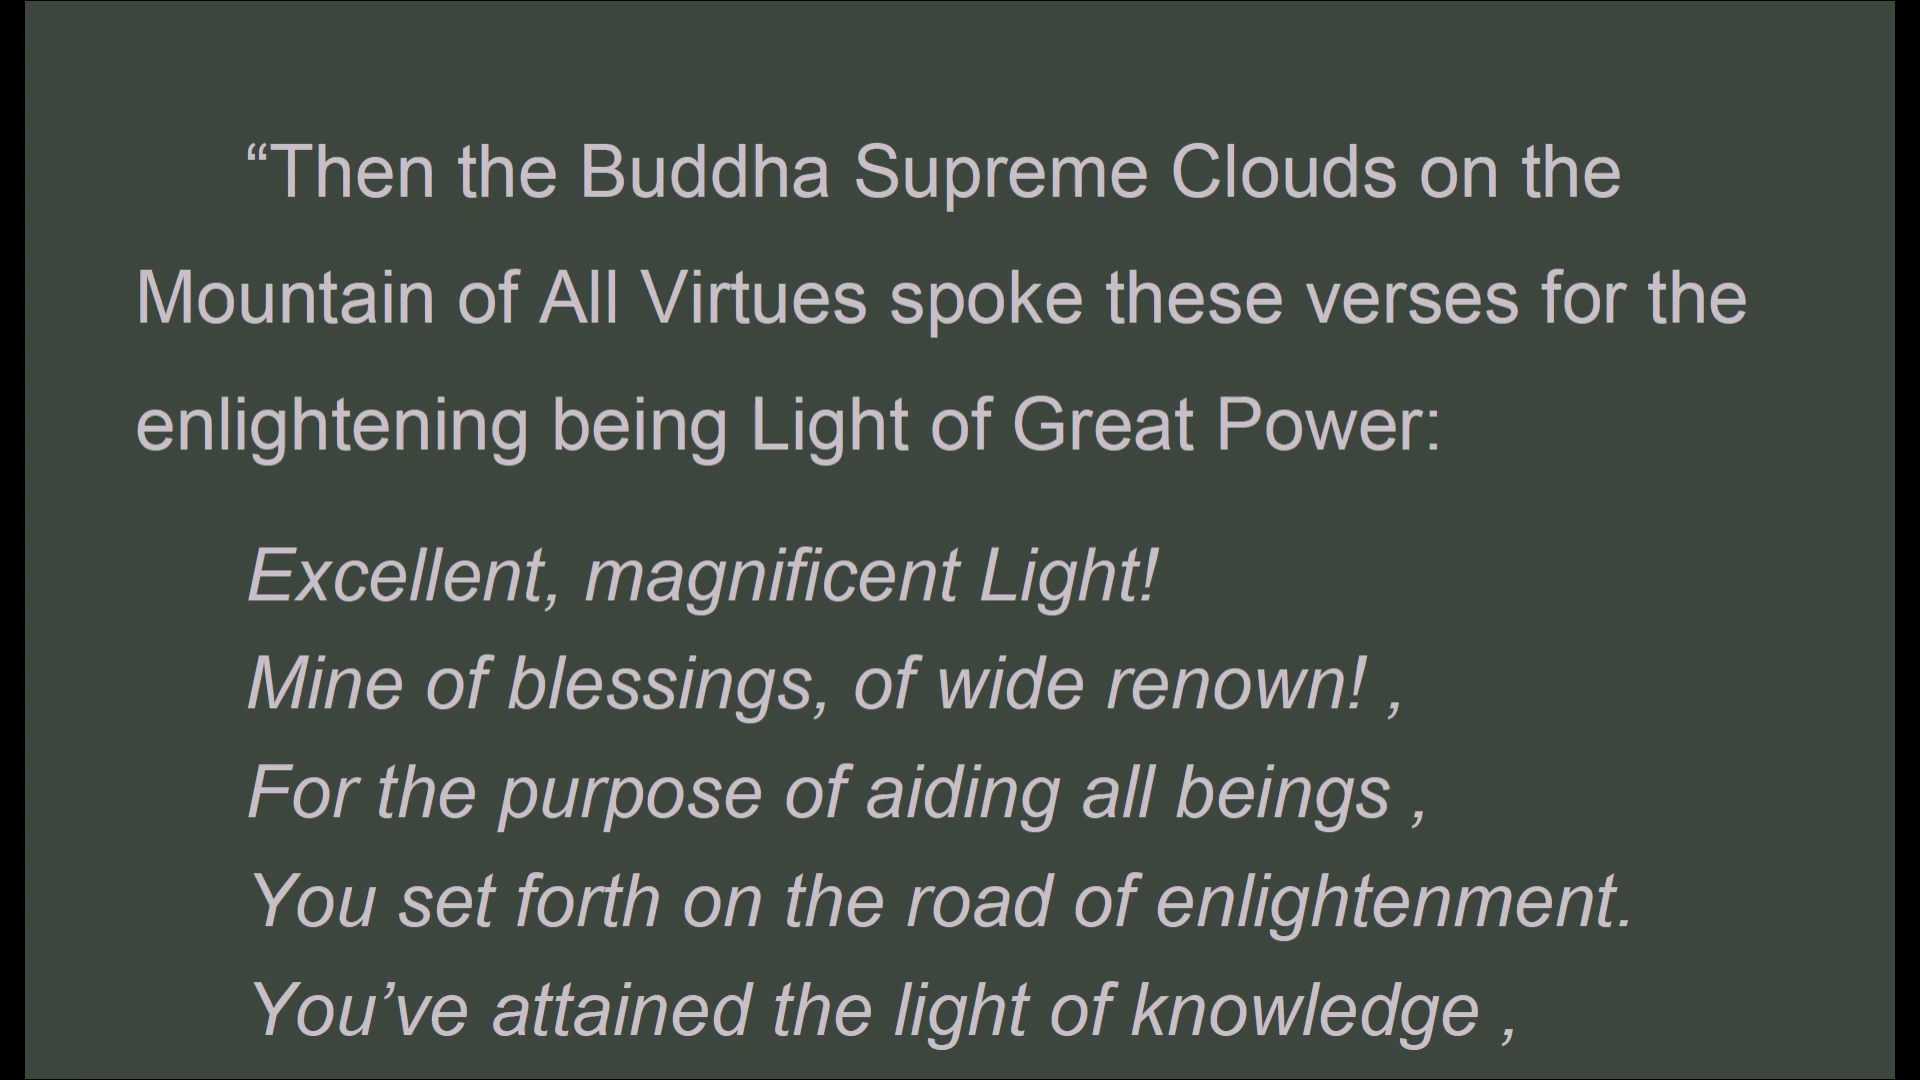 “Then the Buddha Supreme Clouds on the
Mountain of All Virtues spoke these verses for the
enlightening being Light of Great Power:
Excellent, magnificent Light!
Mine of blessings, of wide renown! ,
For the purpose of aiding all beings ,
You set forth on the road of enlightenment.
You’ve attained the light of knowledge ,